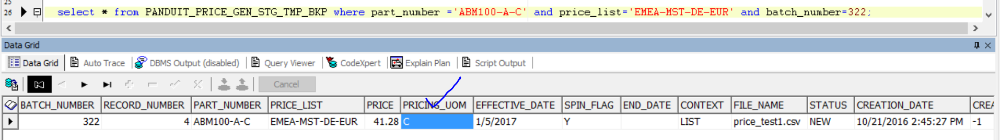 25
26 select * from PANDUIT_PRICE_GEN_STG_TMP_BKP where part_number ='ABM100-A-C' and price_list='EMEA-MST-DE-EUR' and batch_number=322;
Data Grid
Data Grid Auto Trace DBMS Output (disabled) Query Viewer CodeXpert Explain Plan Script Output
Cancel
BATCH_NUMBER RECORD_NUMBER PART_NUMBER PRICE_LIST PRICE PRICING_UOM EFFECTIVE_DATE SPIN_FLAG END_DATE CONTEXT FILE_NAME STATUS CREATION_DATE CREA
322 4 ABM100-A-C EMEA-MST-DE-EUR 41.28 C 1/5/2017 Y LIST price_test1.csv NEW 10/21/2016 2:45:27 PM -1